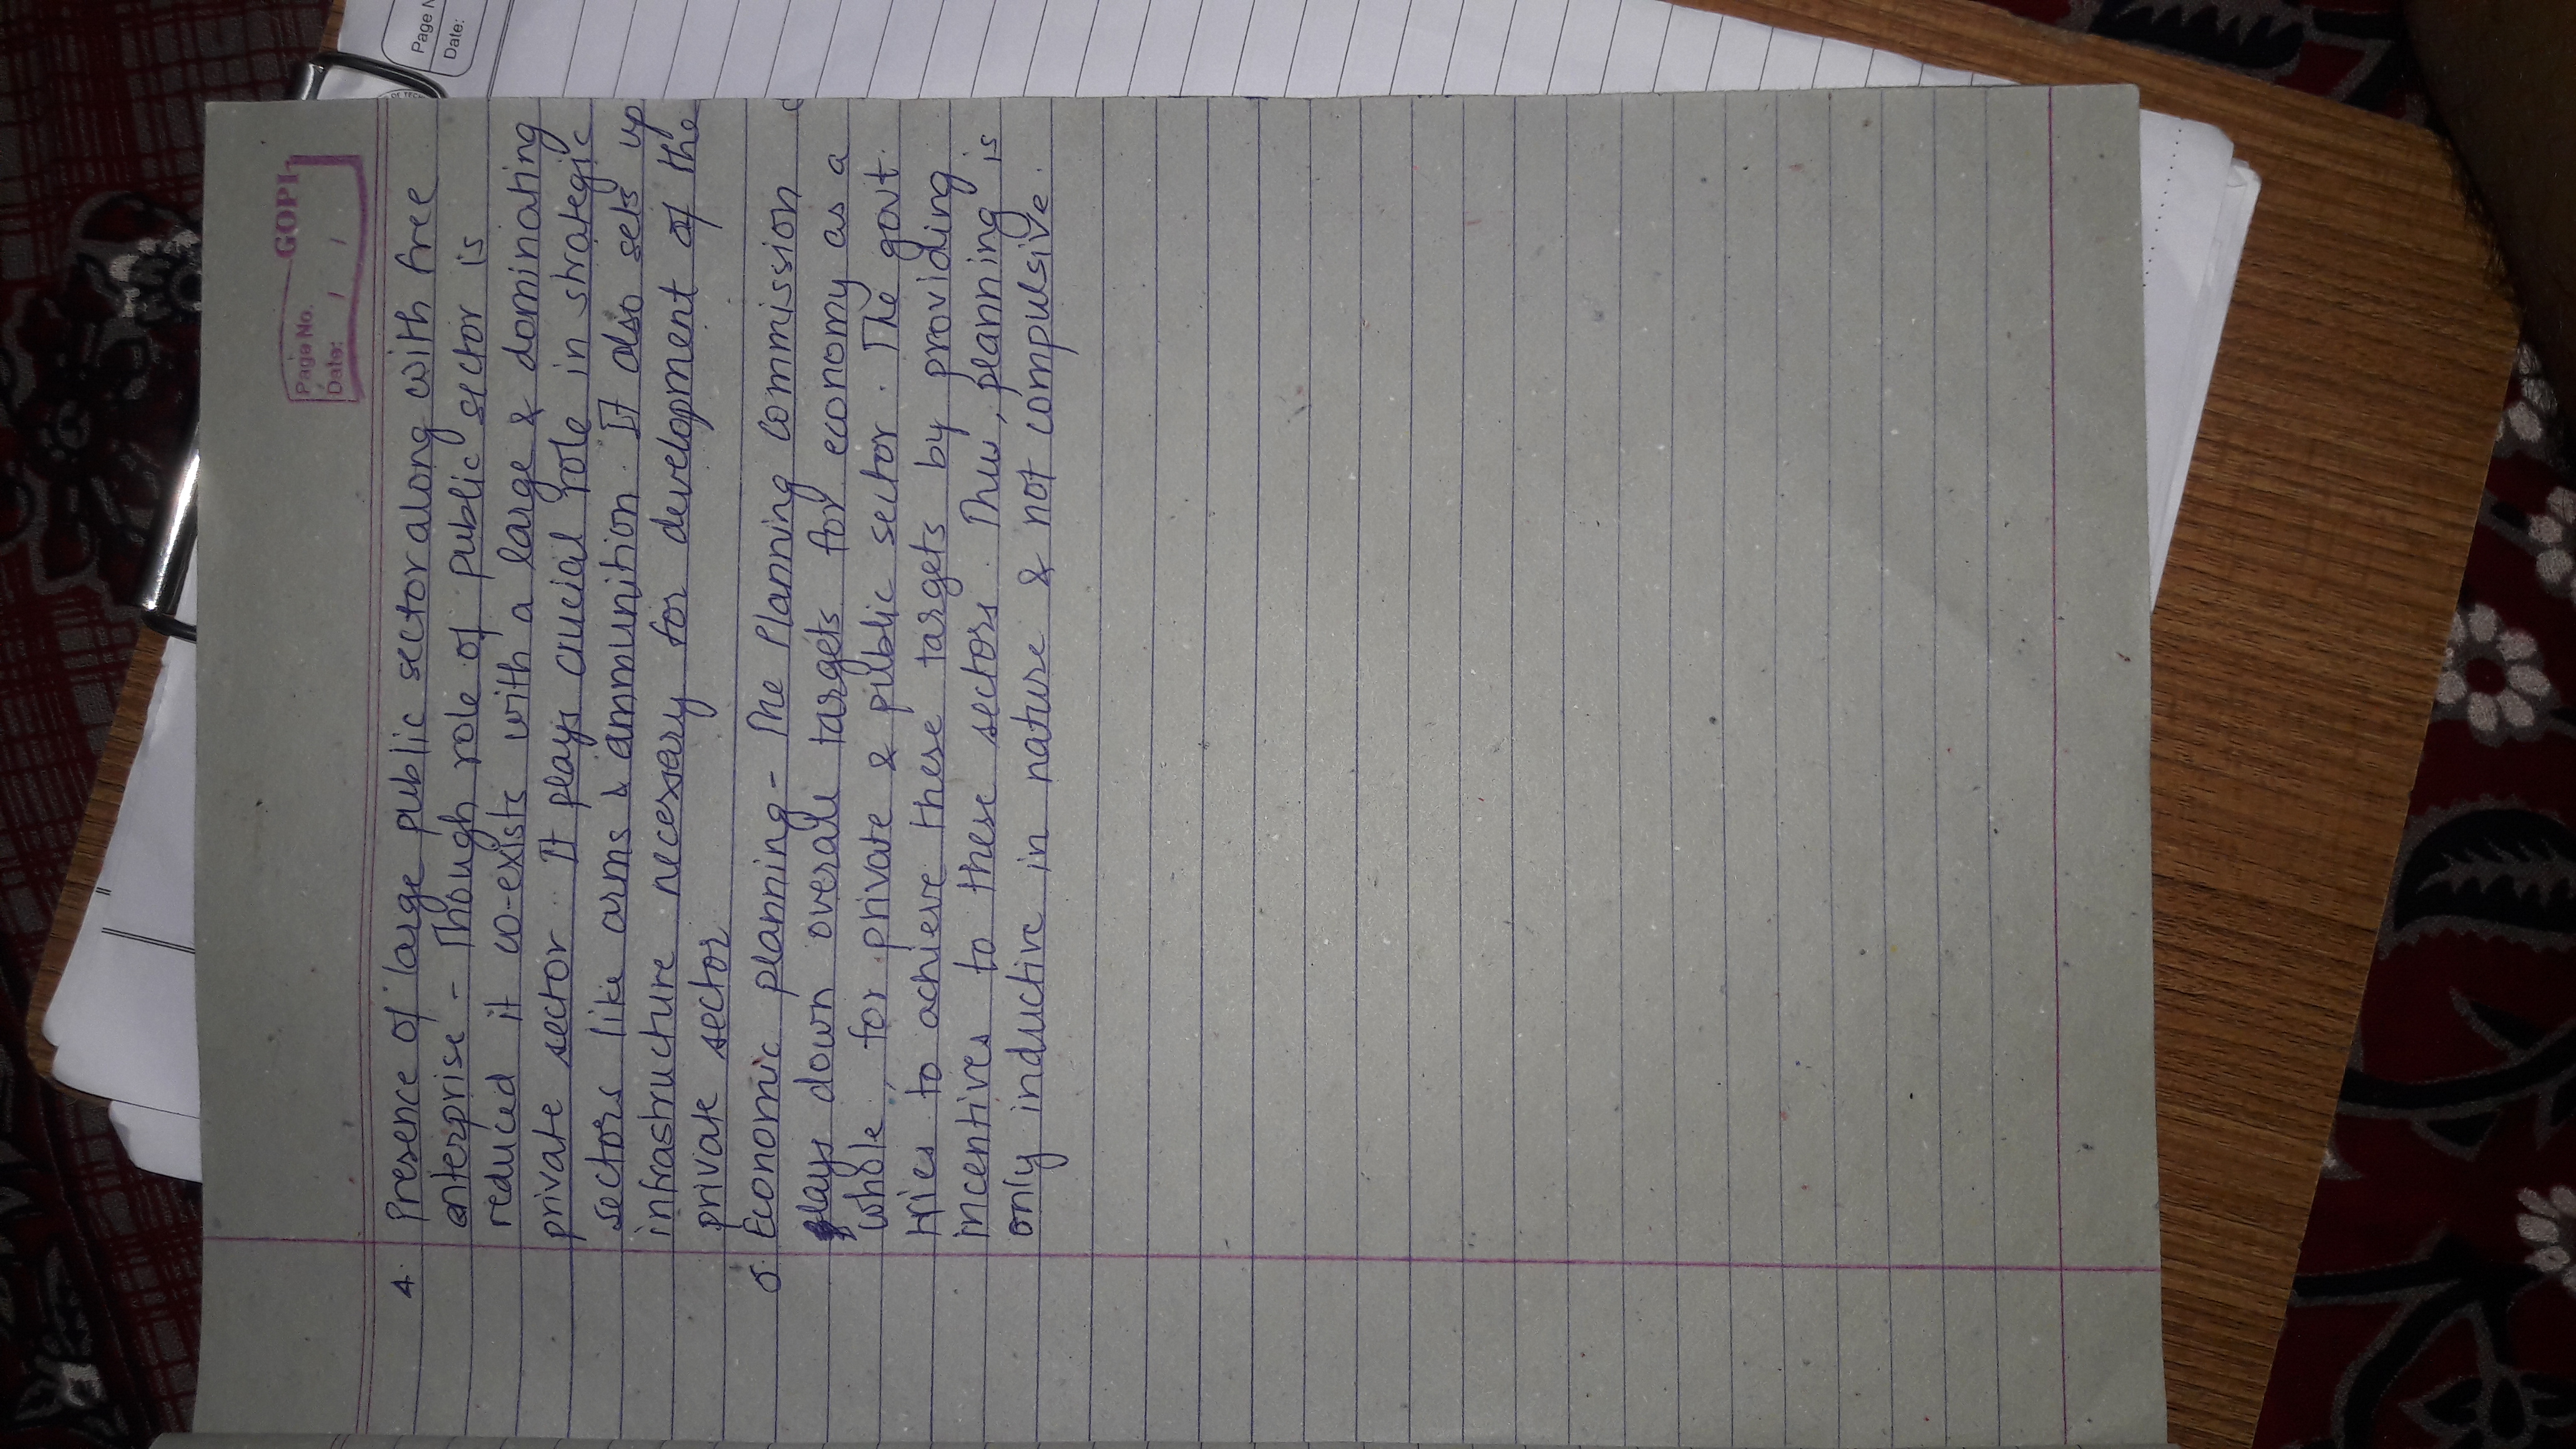 GOPI
Page No.
Date: / /
4. Presence of large public sector along with free
enterprise - Though role of public sector is
reduced it co-exists with a large & dominating
private sector. It plays crucial role in strategic
sectors like arms & ammunition. It also sets up
infrastructure necessary for development of the
private sector
5. Economic planning - The Planning Commission
lays down overall targets for economy as a
whole, for private & public sector. The govt.
tries to achieve these targets by providing
incentives to these sectors. Thus, planning is
only inductive in nature & not compulsive.
Page N
Date: